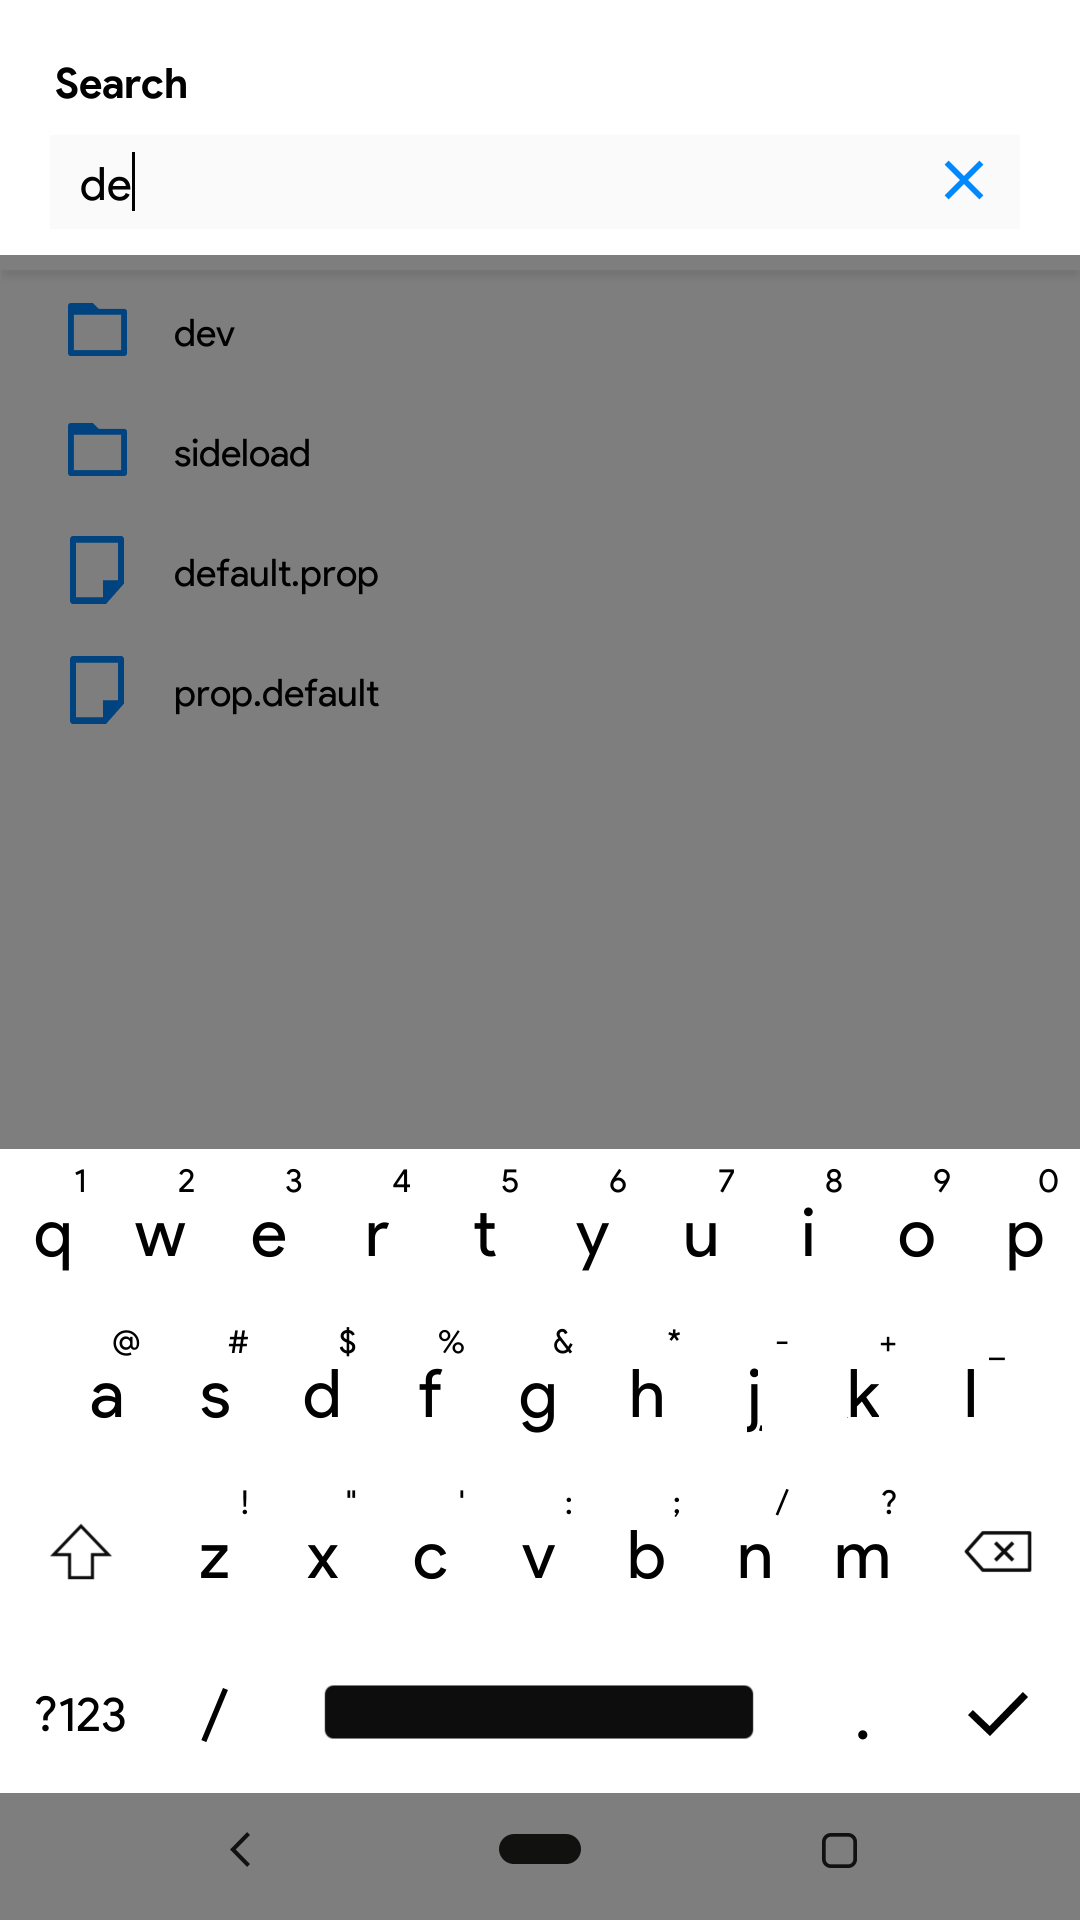 Search
de
dev
sideload
default.prop
prop.default
1 2 3 4 5 6 7 8 9 0
q w e r t y u i o p
@ # $ % & * - + _
a s d f g h j k l
! " ' : ; / ?
z x c v b n m
?123 / .